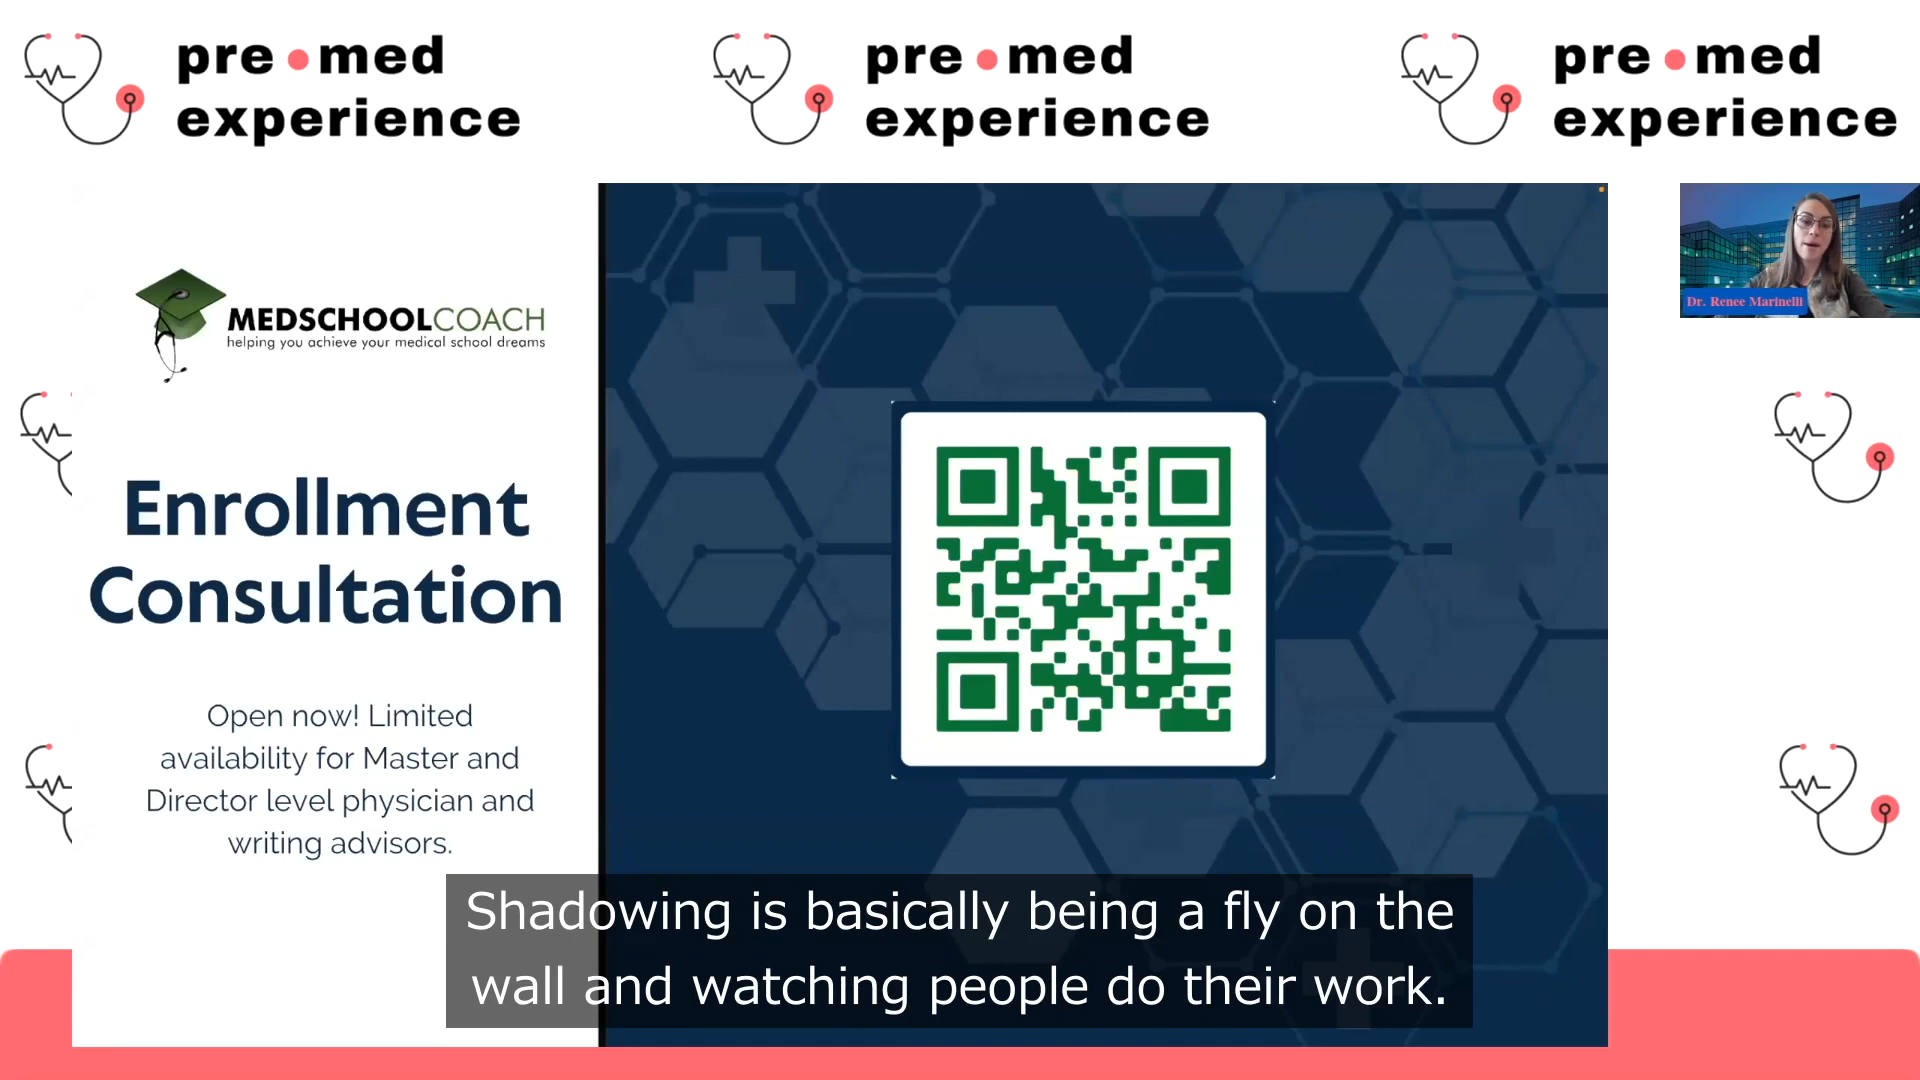 pre med
experience
pre med
experience
pre med
experience
MEDSCHOOLCOACH
helping you achieve your medical school dreams
Dr. Renee Marinelli
Enrollment
Consultation
Open now! Limited
availability for Master and
Director level physician and
writing advisors.
Shadowing is basically being a fly on the
wall and watching people do their work.